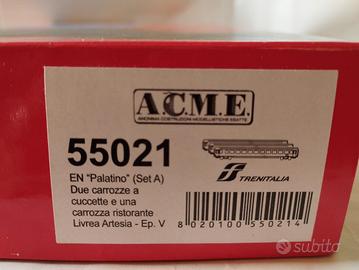 A.C.M.E.
ANONIMA COSTRUZIONI MODELLISTICHE ESATTE
55021
EN "Palatino" (Set A)
Due carrozze a
cuccette e una
carrozza ristorante
Livrea Artesia - Ep. V
TRENITALIA
8 020100 550214
subito